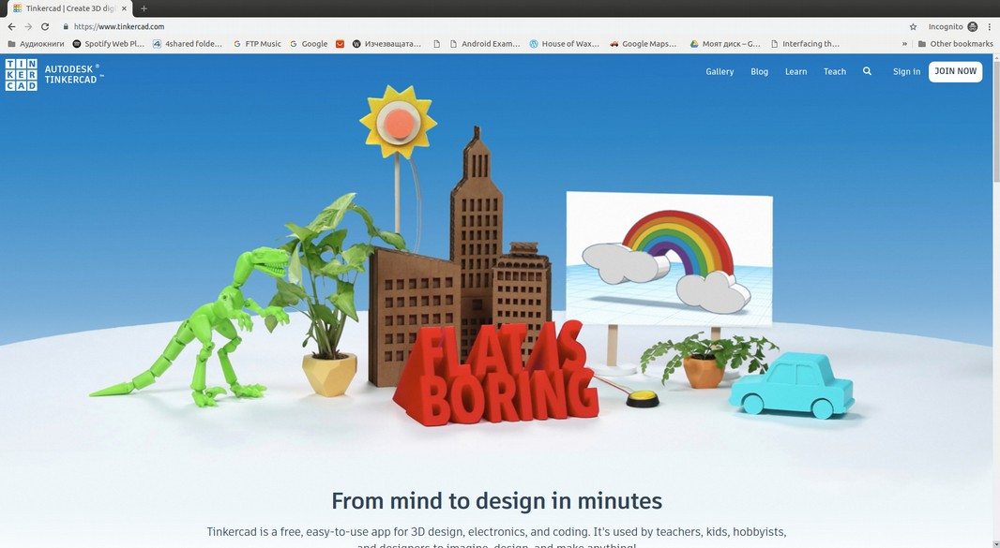 Tinkercad | Create 3D dig
https://www.tinkercad.com
Incognito
Аудиокниги
Spotify Web Pl...
4shared folde...
FTP Music
Google
Изчезващата...
Android Exam...
House of Wax...
Google Maps...
Моят диск – G...
Interfacing th...
»
Other bookmarks
TIN
KER
CAD
AUTODESK®
TINKERCAD™
Gallery
Blog
Learn
Teach
Sign In
JOIN NOW
FLAT IS
BORING
From mind to design in minutes
Tinkercad is a free, easy-to-use app for 3D design, electronics, and coding. It's used by teachers, kids, hobbyists,
and designers to imagine, design, and make anything!